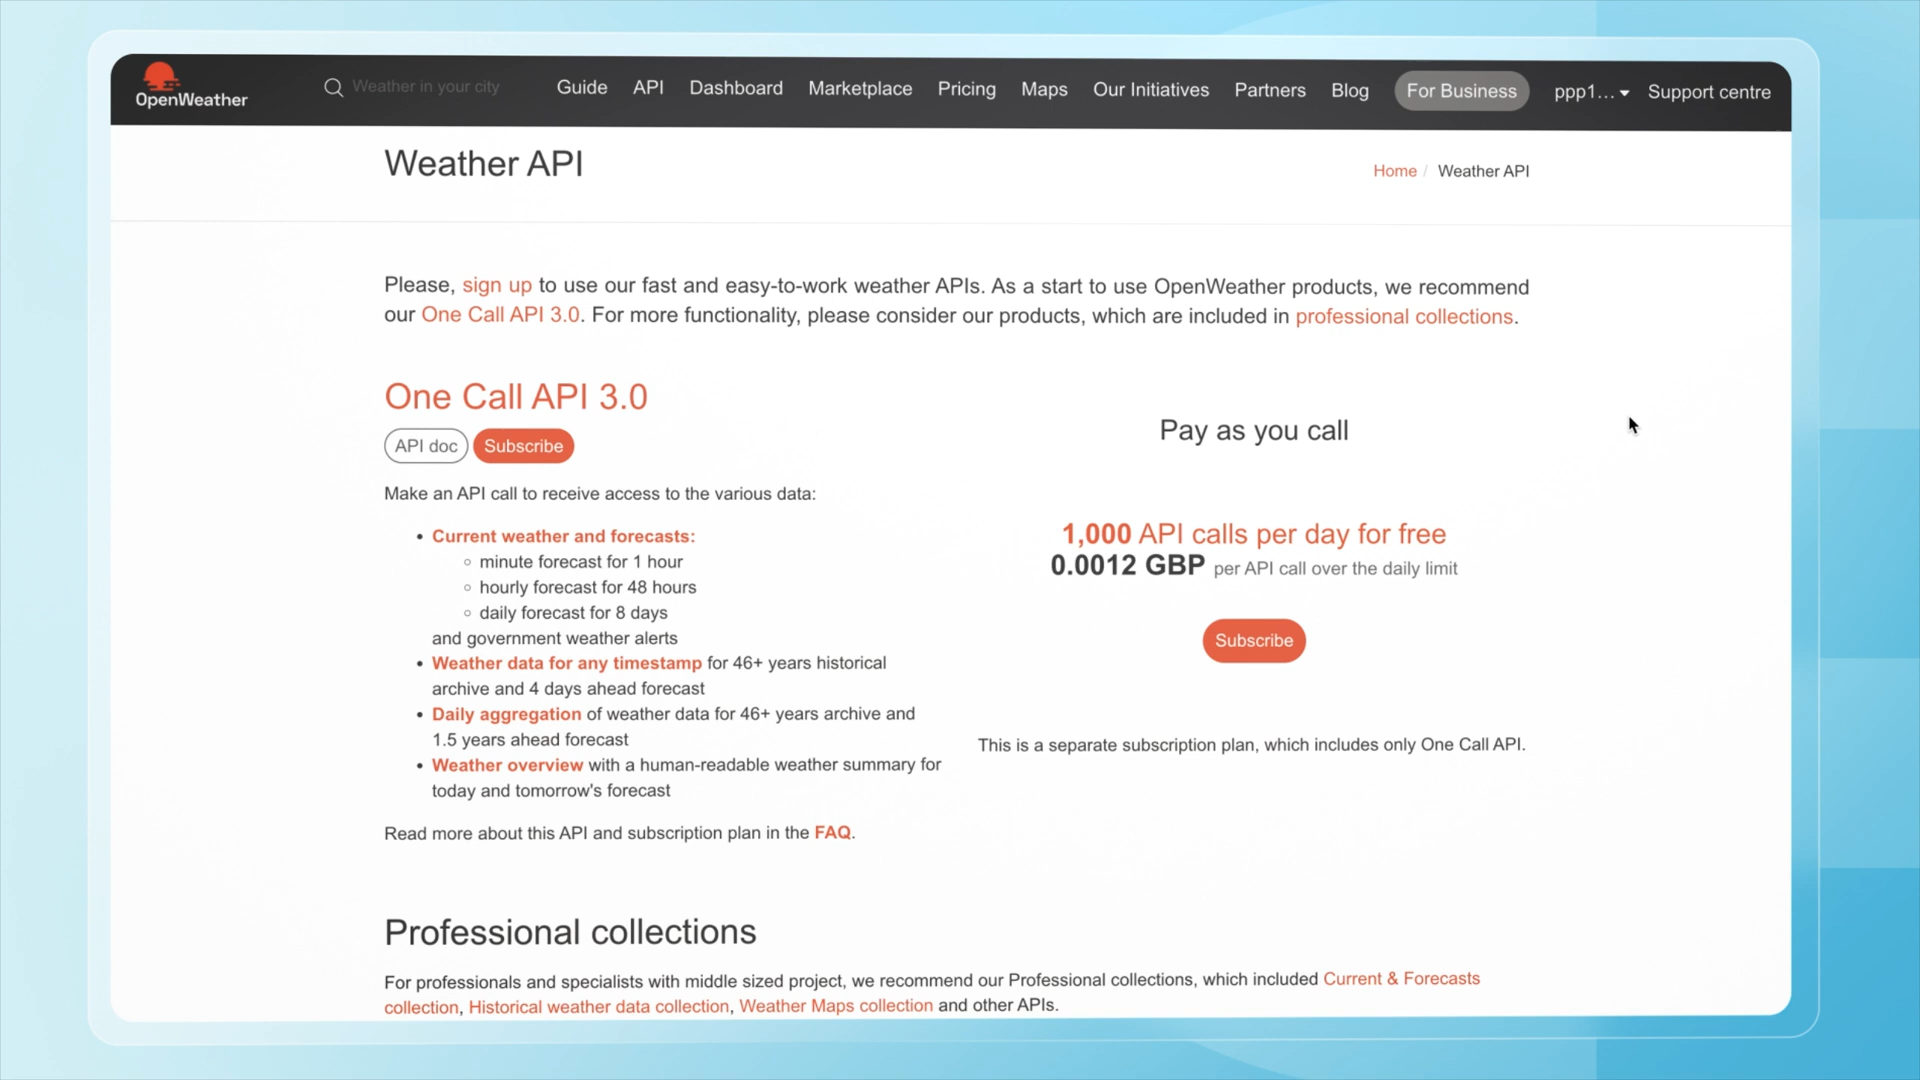 OpenWeather
Weather in your city
Guide API Dashboard Marketplace Pricing Maps Our Initiatives Partners Blog For Business ppp1... Support centre
Weather API
Home / Weather API
Please, sign up to use our fast and easy-to-work weather APIs. As a start to use OpenWeather products, we recommend
our One Call API 3.0. For more functionality, please consider our products, which are included in professional collections.
One Call API 3.0
API doc Subscribe
Make an API call to receive access to the various data:
• Current weather and forecasts:
◦ minute forecast for 1 hour
◦ hourly forecast for 48 hours
◦ daily forecast for 8 days
and government weather alerts
• Weather data for any timestamp for 46+ years historical
archive and 4 days ahead forecast
• Daily aggregation of weather data for 46+ years archive and
1.5 years ahead forecast
• Weather overview with a human-readable weather summary for
today and tomorrow's forecast
Read more about this API and subscription plan in the FAQ.
Pay as you call
1,000 API calls per day for free
0.0012 GBP per API call over the daily limit
Subscribe
This is a separate subscription plan, which includes only One Call API.
Professional collections
For professionals and specialists with middle sized project, we recommend our Professional collections, which included Current & Forecasts
collection, Historical weather data collection, Weather Maps collection and other APIs.